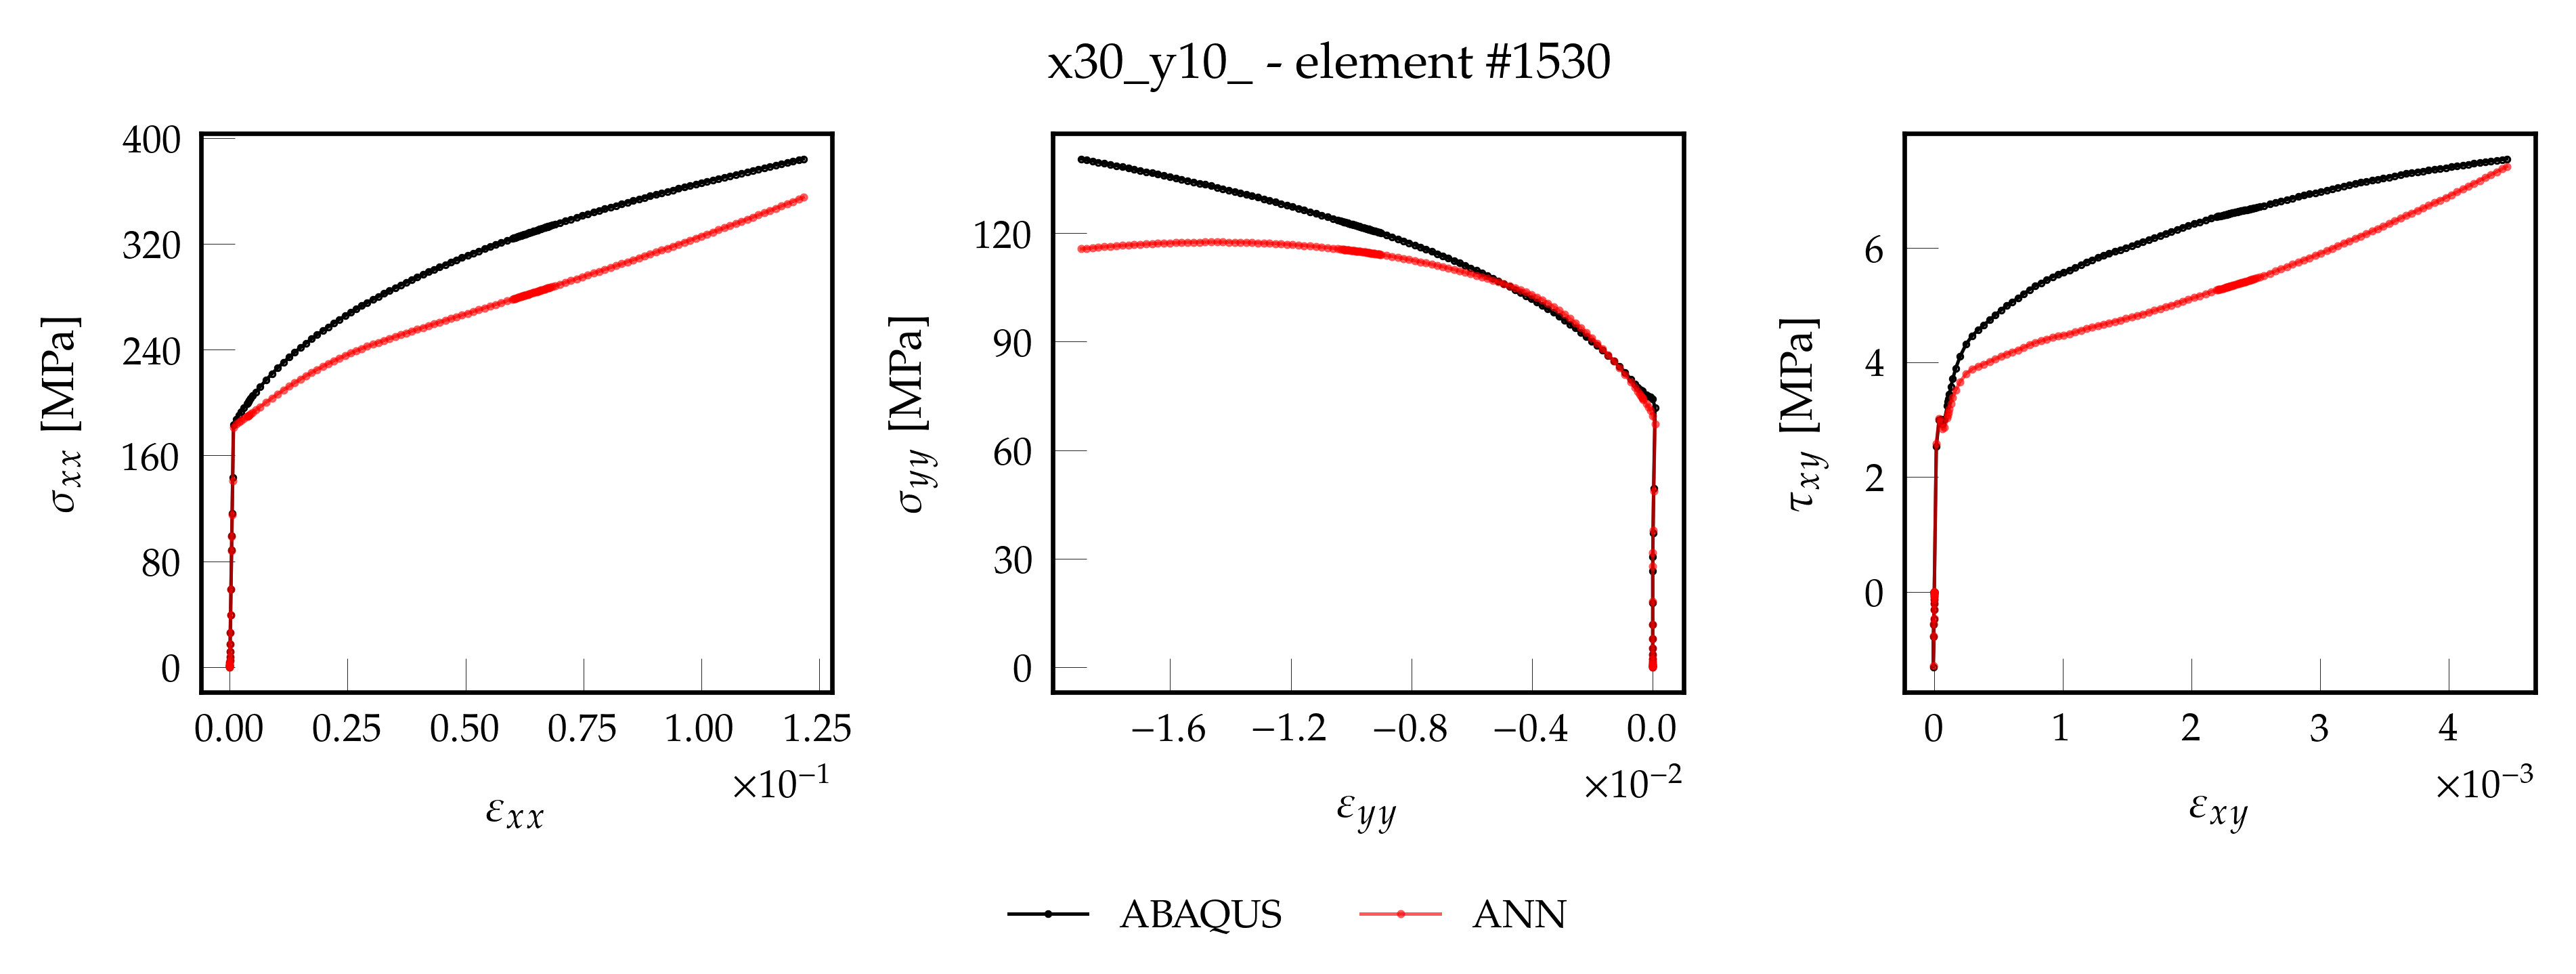 x30_y10_ - element #1530
400
320
240
160
80
0
σxx [MPa]
0.00 0.25 0.50 0.75 1.00 1.25
×10⁻¹
εxx
120
90
60
30
0
σyy [MPa]
−1.6 −1.2 −0.8 −0.4 0.0
×10⁻²
εyy
6
4
2
0
τxy [MPa]
0 1 2 3 4
×10⁻³
εxy
ABAQUS ANN